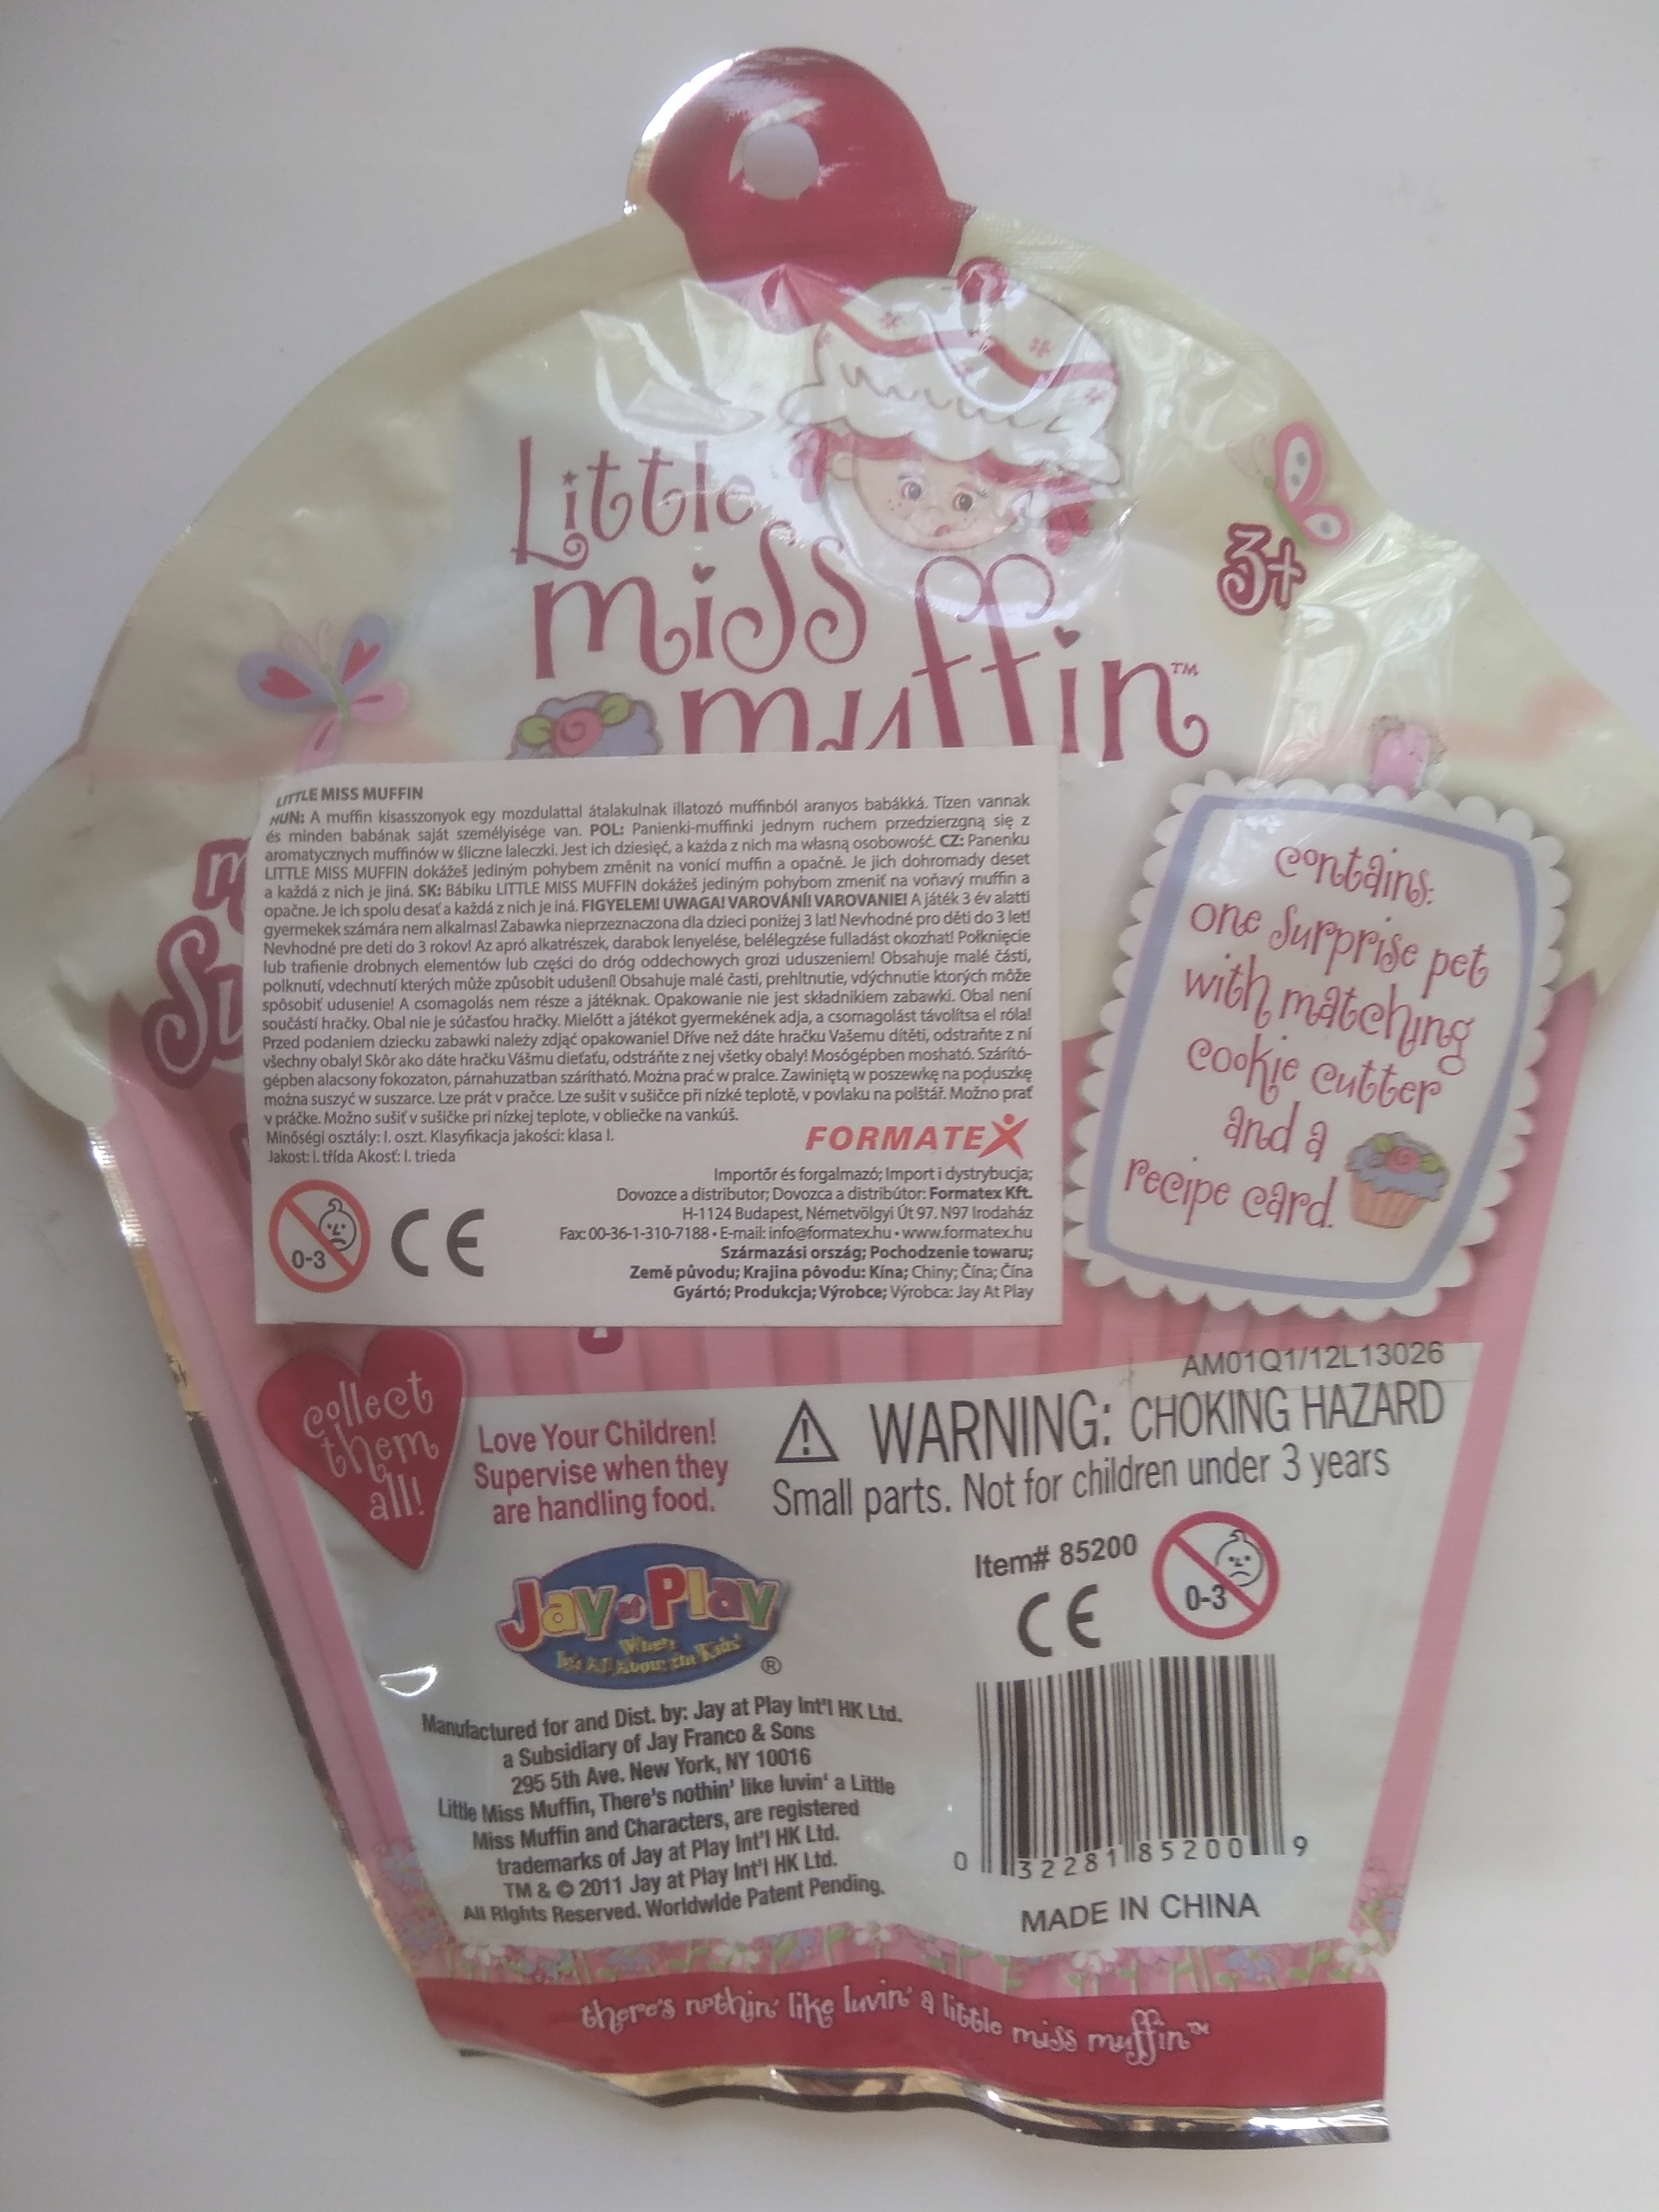 Little
miss
muffin™
3+
LITTLE MISS MUFFIN
HUN: A muffin kisasszonyok egy mozdulattal átalakulnak illatozó muffinból aranyos babákká. Tízen vannak
és minden babának saját személyisége van. POL: Panienki-muffinki jednym ruchem przedzierzgną się z
aromatycznych muffinów w śliczne laleczki. Jest ich dziesięć, a każda z nich ma własną osobowość. CZ: Panenku
LITTLE MISS MUFFIN dokážeš jediným pohybem změnit na vonící muffin a opačně. Je jich dohromady deset
a každá z nich je jiná. SK: Bábiku LITTLE MISS MUFFIN dokážeš jediným pohybom zmeniť na voňavý muffin a
opačne. Je ich spolu desať a každá z nich je iná. FIGYELEM! UWAGA! VAROVÁNÍ! VAROVANIE! A játék 3 év alatti
gyermekek számára nem alkalmas! Zabawka nieprzeznaczona dla dzieci poniżej 3 lat! Nevhodné pro děti do 3 let!
Nevhodné pre deti do 3 rokov! Az apró alkatrészek, darabok lenyelése, belélegzése fulladást okozhat! Połknięcie
lub trafienie drobnych elementów lub części do dróg oddechowych grozi uduszeniem! Obsahuje malé části,
polknutí, vdechnutí kterých může způsobit udušení! Obsahuje malé časti, prehltnutie, vdýchnutie ktorých môže
spôsobiť udusenie! A csomagolás nem része a játéknak. Opakowanie nie jest składnikiem zabawki. Obal není
součástí hračky. Obal nie je súčasťou hračky. Mielőtt a játékot gyermekének adja, a csomagolást távolítsa el róla!
Przed podaniem dziecku zabawki należy zdjąć opakowanie! Dříve než dáte hračku Vašemu dítěti, odstraňte z ní
všechny obaly! Skôr ako dáte hračku Vášmu dieťaťu, odstráňte z nej všetky obaly! Mosógépben mosható. Szárító-
gépben alacsony fokozaton, párnahuzatban szárítható. Można prać w pralce. Zawiniętą w poszewkę na poduszkę
można suszyć w suszarce. Lze prát v pračce. Lze sušit v sušičce při nízké teplotě, v povlaku na polštář. Možno prať
v práčke. Možno sušiť v sušičke pri nízkej teplote, v obliečke na vankúš.
Minőségi osztály: I. oszt. Klasyfikacja jakości: klasa I.
Jakost: I. třída Akosť: I. trieda
FORMATEX
Importőr és forgalmazó; Import i dystrybucja;
Dovozce a distributor; Dovozca a distribútor: Formatex Kft.
H-1124 Budapest, Németvölgyi Út 97. N97 Irodaház
Fax: 00-36-1-310-7188 • E-mail: info@formatex.hu • www.formatex.hu
Származási ország; Pochodzenie towaru;
Země původu; Krajina pôvodu: Kína; Chiny; Čína; Čína
Gyártó; Produkcja; Výrobce; Výrobca: Jay At Play
0-3
CE
contains:
one surprise pet
with matching
cookie cutter
and a
recipe card.
collect
them
all!
Love Your Children!
Supervise when they
are handling food.
AM01Q1/12L13026
WARNING: CHOKING HAZARD
Small parts. Not for children under 3 years
Item# 85200
CE
0-3
Jay at Play
Where
It's All About the Kids!
®
Manufactured for and Dist. by: Jay at Play Int'l HK Ltd.
a Subsidiary of Jay Franco & Sons
295 5th Ave. New York, NY 10016
Little Miss Muffin, There's nothin' like luvin' a Little
Miss Muffin and Characters, are registered
trademarks of Jay at Play Int'l HK Ltd.
TM & © 2011 Jay at Play Int'l HK Ltd.
All Rights Reserved. Worldwide Patent Pending.
0 32281 85200 9
MADE IN CHINA
there's nothin' like luvin' a little miss muffin™